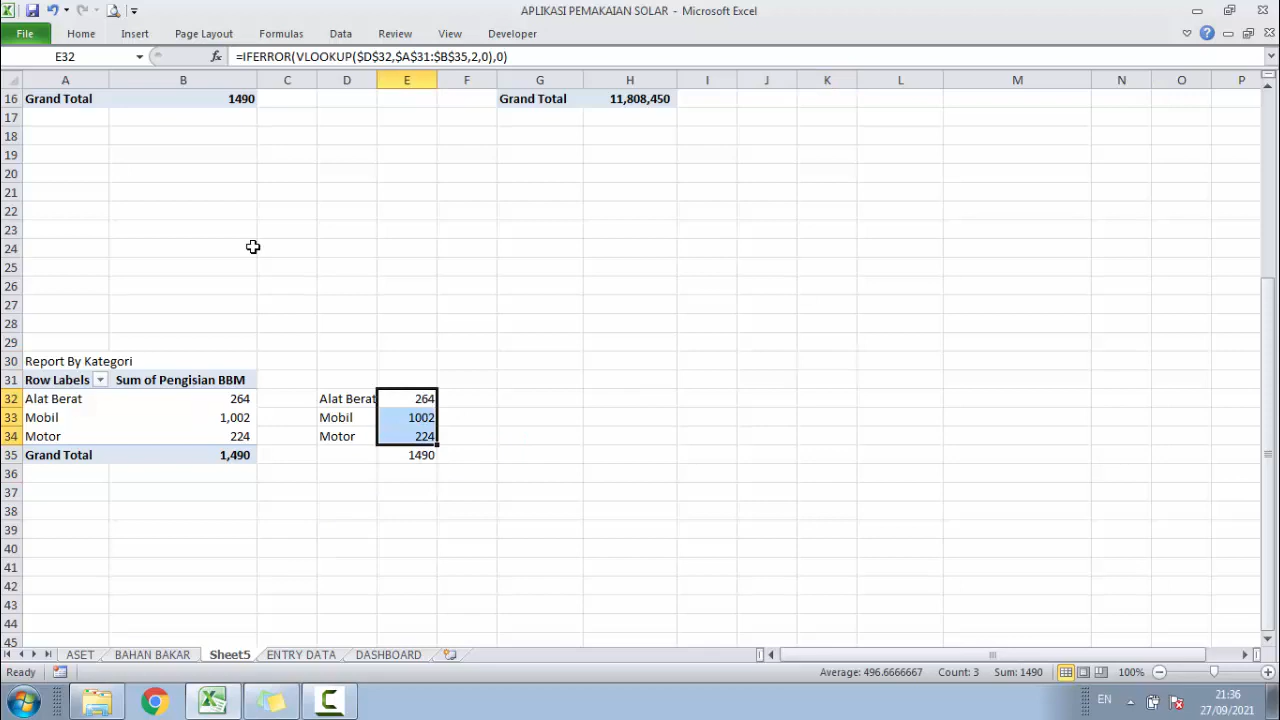 APLIKASI PEMAKAIAN SOLAR - Microsoft Excel
File Home Insert Page Layout Formulas Data Review View Developer
E32 fx =IFERROR(VLOOKUP($D$32,$A$31:$B$35,2,0),0)
A B C D E F G H I J K L M N O P
16 Grand Total 1490 Grand Total 11,808,450
17
18
19
20
21
22
23
24
25
26
27
28
29
30 Report By Kategori
31 Row Labels Sum of Pengisian BBM
32 Alat Berat 264 Alat Berat 264
33 Mobil 1,002 Mobil 1002
34 Motor 224 Motor 224
35 Grand Total 1,490 1490
36
37
38
39
40
41
42
43
44
45
ASET BAHAN BAKAR Sheet5 ENTRY DATA DASHBOARD
Ready Average: 496.6666667 Count: 3 Sum: 1490 100%
EN 21:36
27/09/2021